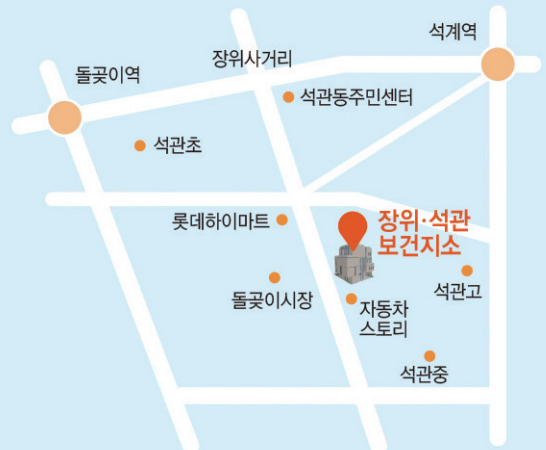 석계역
장위사거리
돌곶이역
석관동주민센터
석관초
롯데하이마트
장위·석관
보건지소
돌곶이시장
석관고
자동차
스토리
석관중